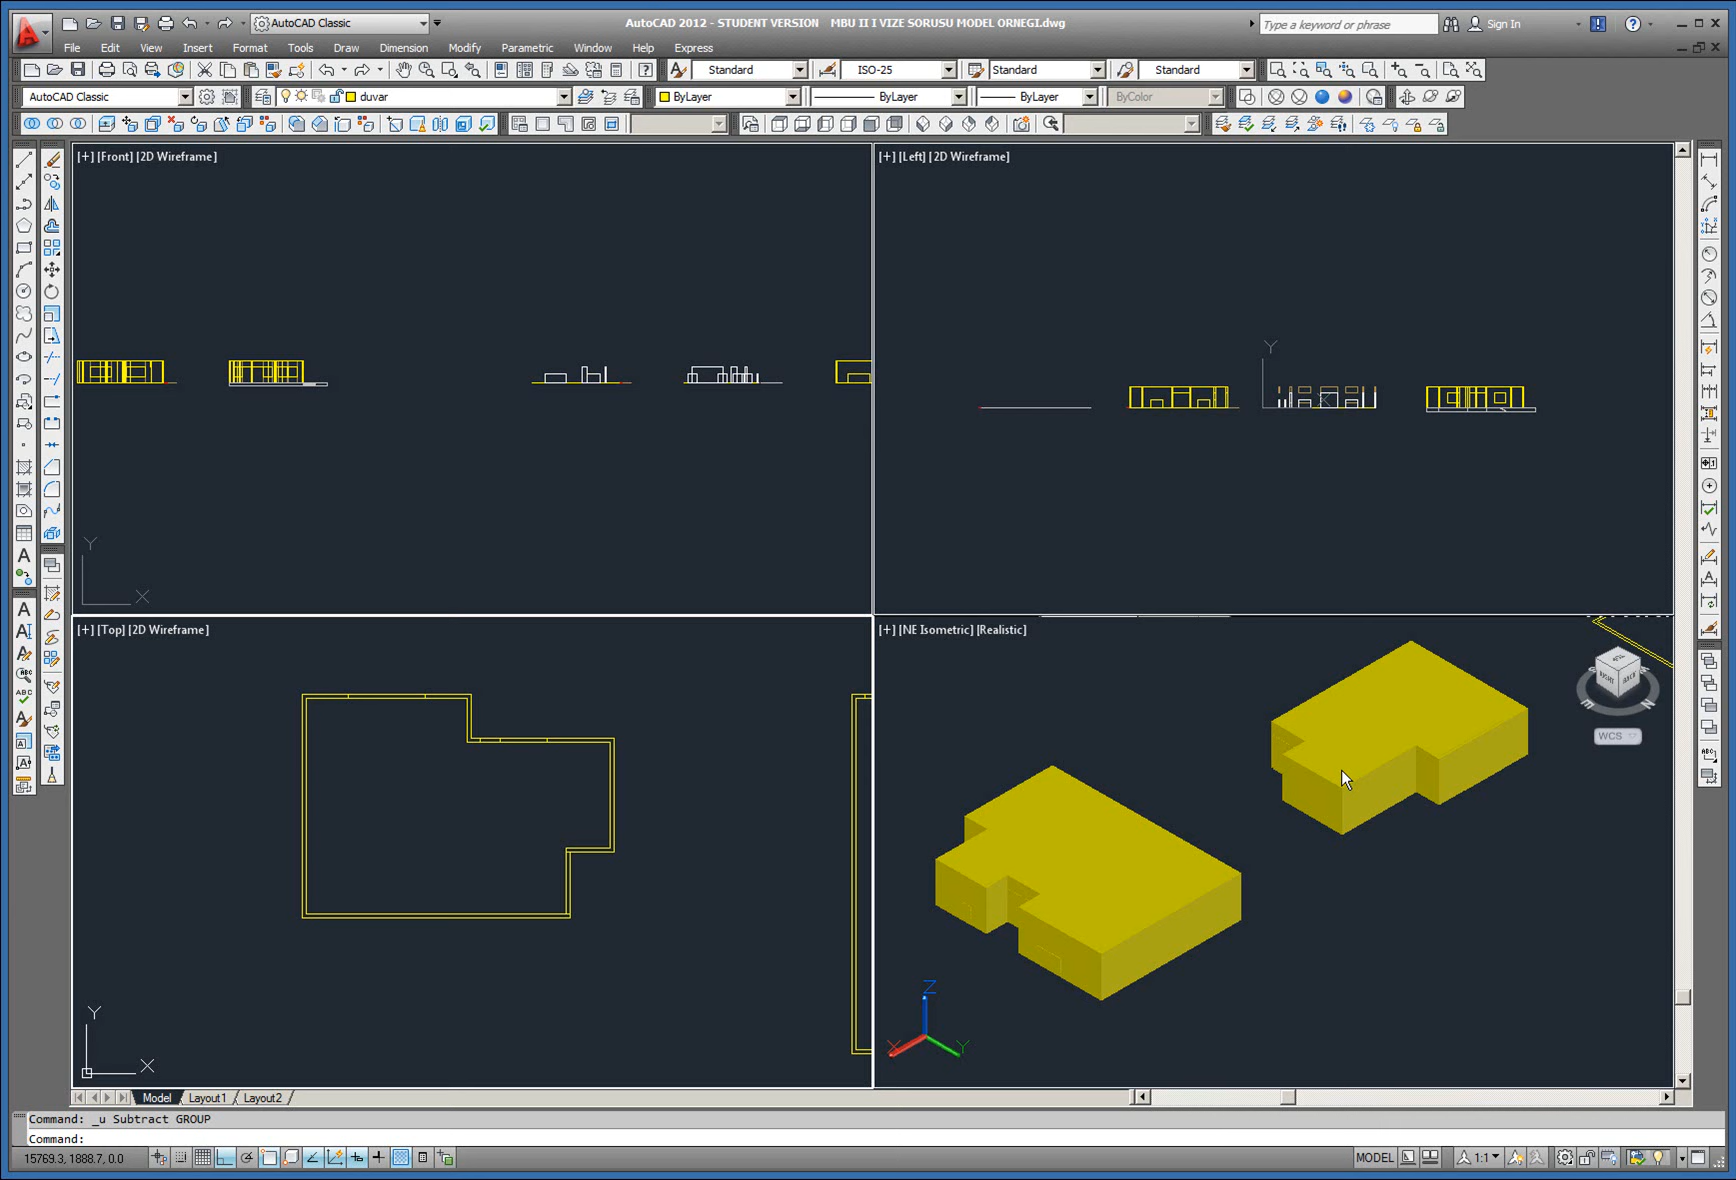 AutoCAD Classic
AutoCAD 2012 - STUDENT VERSION MBU II I VIZE SORUSU MODEL ORNEGI.dwg
Type a keyword or phrase
Sign In
File Edit View Insert Format Tools Draw Dimension Modify Parametric Window Help Express
Standard ISO-25 Standard Standard
AutoCAD Classic duvar ByLayer ByLayer ByLayer ByColor
[+] [Front] [2D Wireframe]
[+] [Left] [2D Wireframe]
Y
Y
X
[+] [Top] [2D Wireframe]
[+] [NE Isometric] [Realistic]
RIGHT BACK
E N
WCS
Y
X
Z
X
Y
Model Layout1 Layout2
Command: _u Subtract GROUP
Command:
15769.3, 1888.7, 0.0
MODEL
1:1